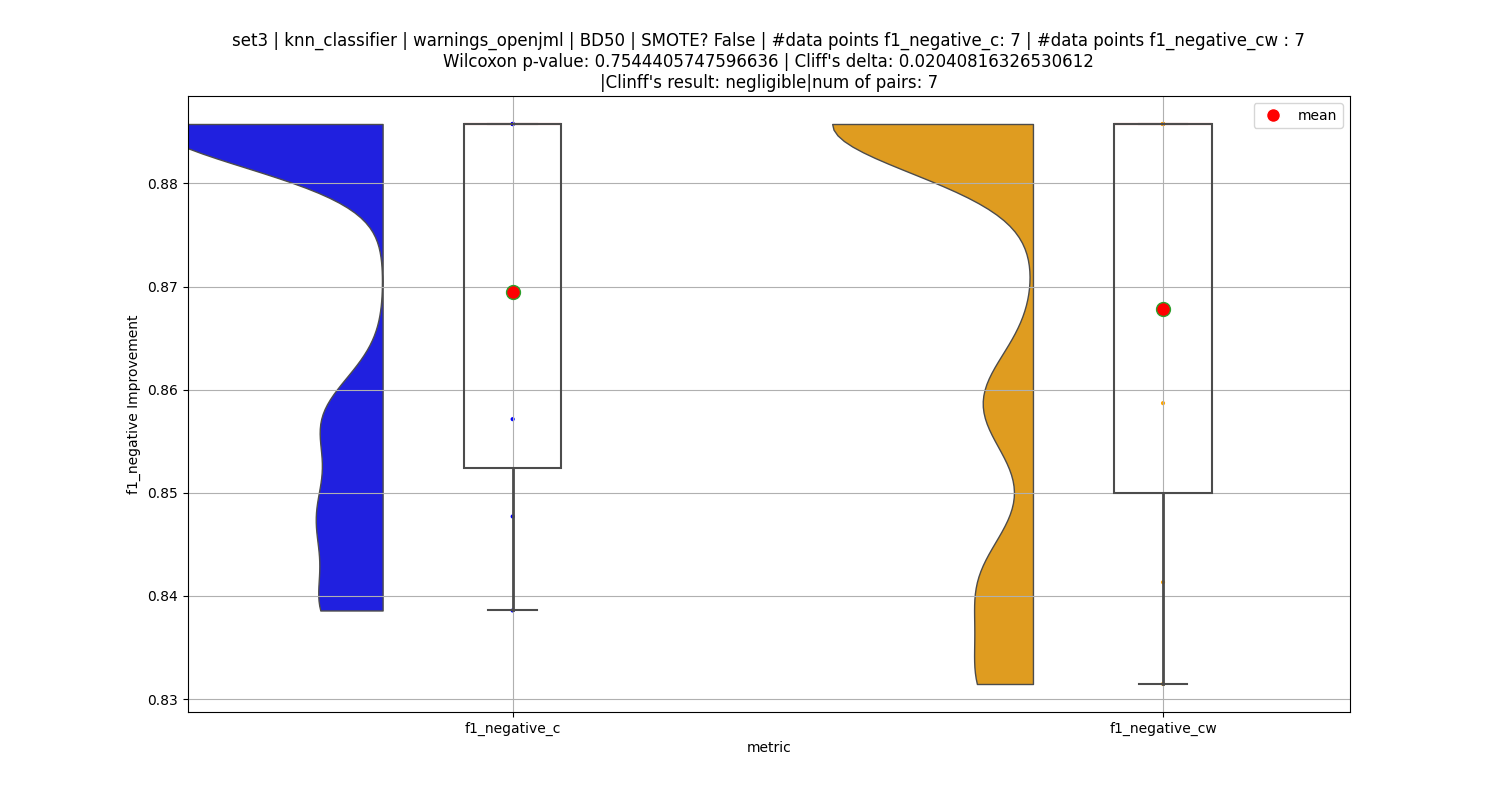 set3 | knn_classifier | warnings_openjml | BD50 | SMOTE? False | #data points f1_negative_c: 7 | #data points f1_negative_cw : 7
Wilcoxon p-value: 0.7544405747596636 | Cliff's delta: 0.02040816326530612
|Clinff's result: negligible|num of pairs: 7
mean
0.88
0.87
0.86
0.85
0.84
0.83
f1_negative Improvement
f1_negative_c
f1_negative_cw
metric